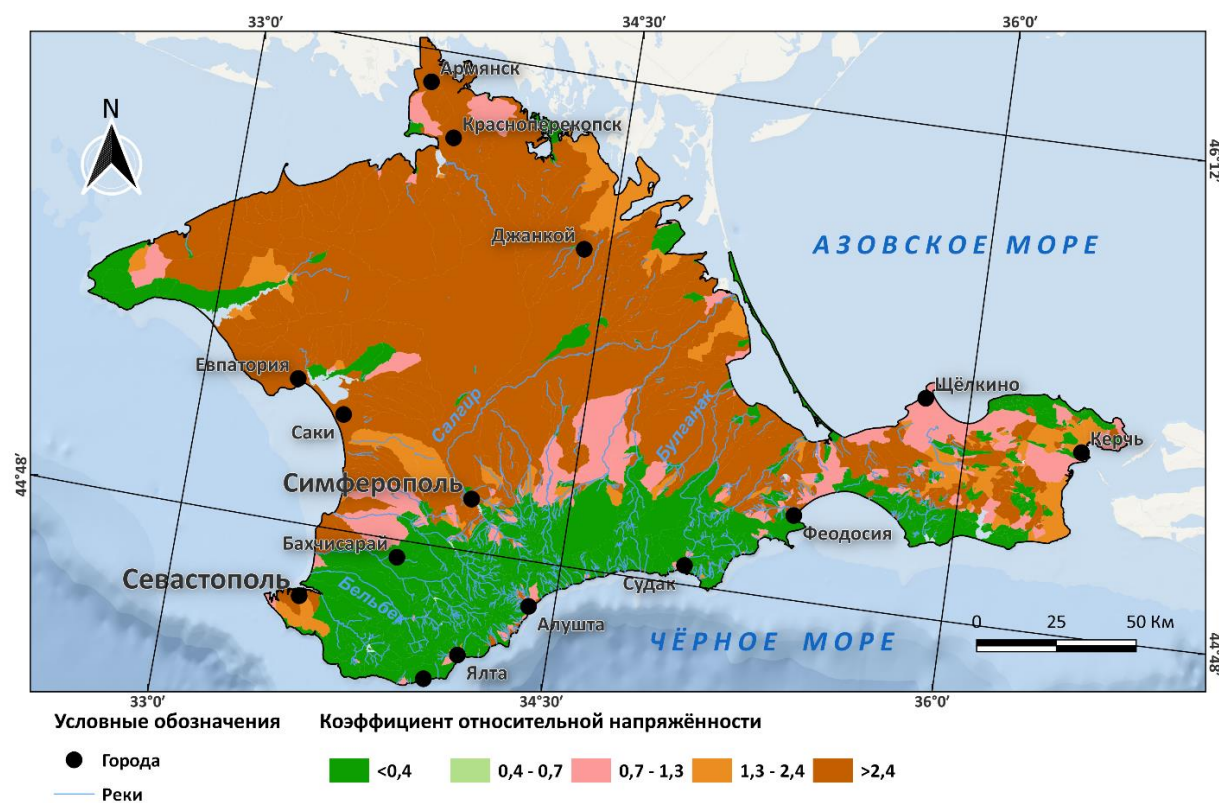 33°0′
34°30′
36°0′
Армянск
N
Красноперекопск
46°12′
Джанкой
АЗОВСКОЕ МОРЕ
Евпатория
Щёлкино
Саки
Салгир
Булганак
Керчь
44°48′
Симферополь
Феодосия
Бахчисарай
Севастополь
Судак
Бельбек
Алушта
0 25 50 Км
ЧЁРНОЕ МОРЕ
44°48′
Ялта
33°0′
34°30′
36°0′
Условные обозначения
Коэффициент относительной напряжённости
Города
<0,4
0,4 - 0,7
0,7 - 1,3
1,3 - 2,4
>2,4
Реки